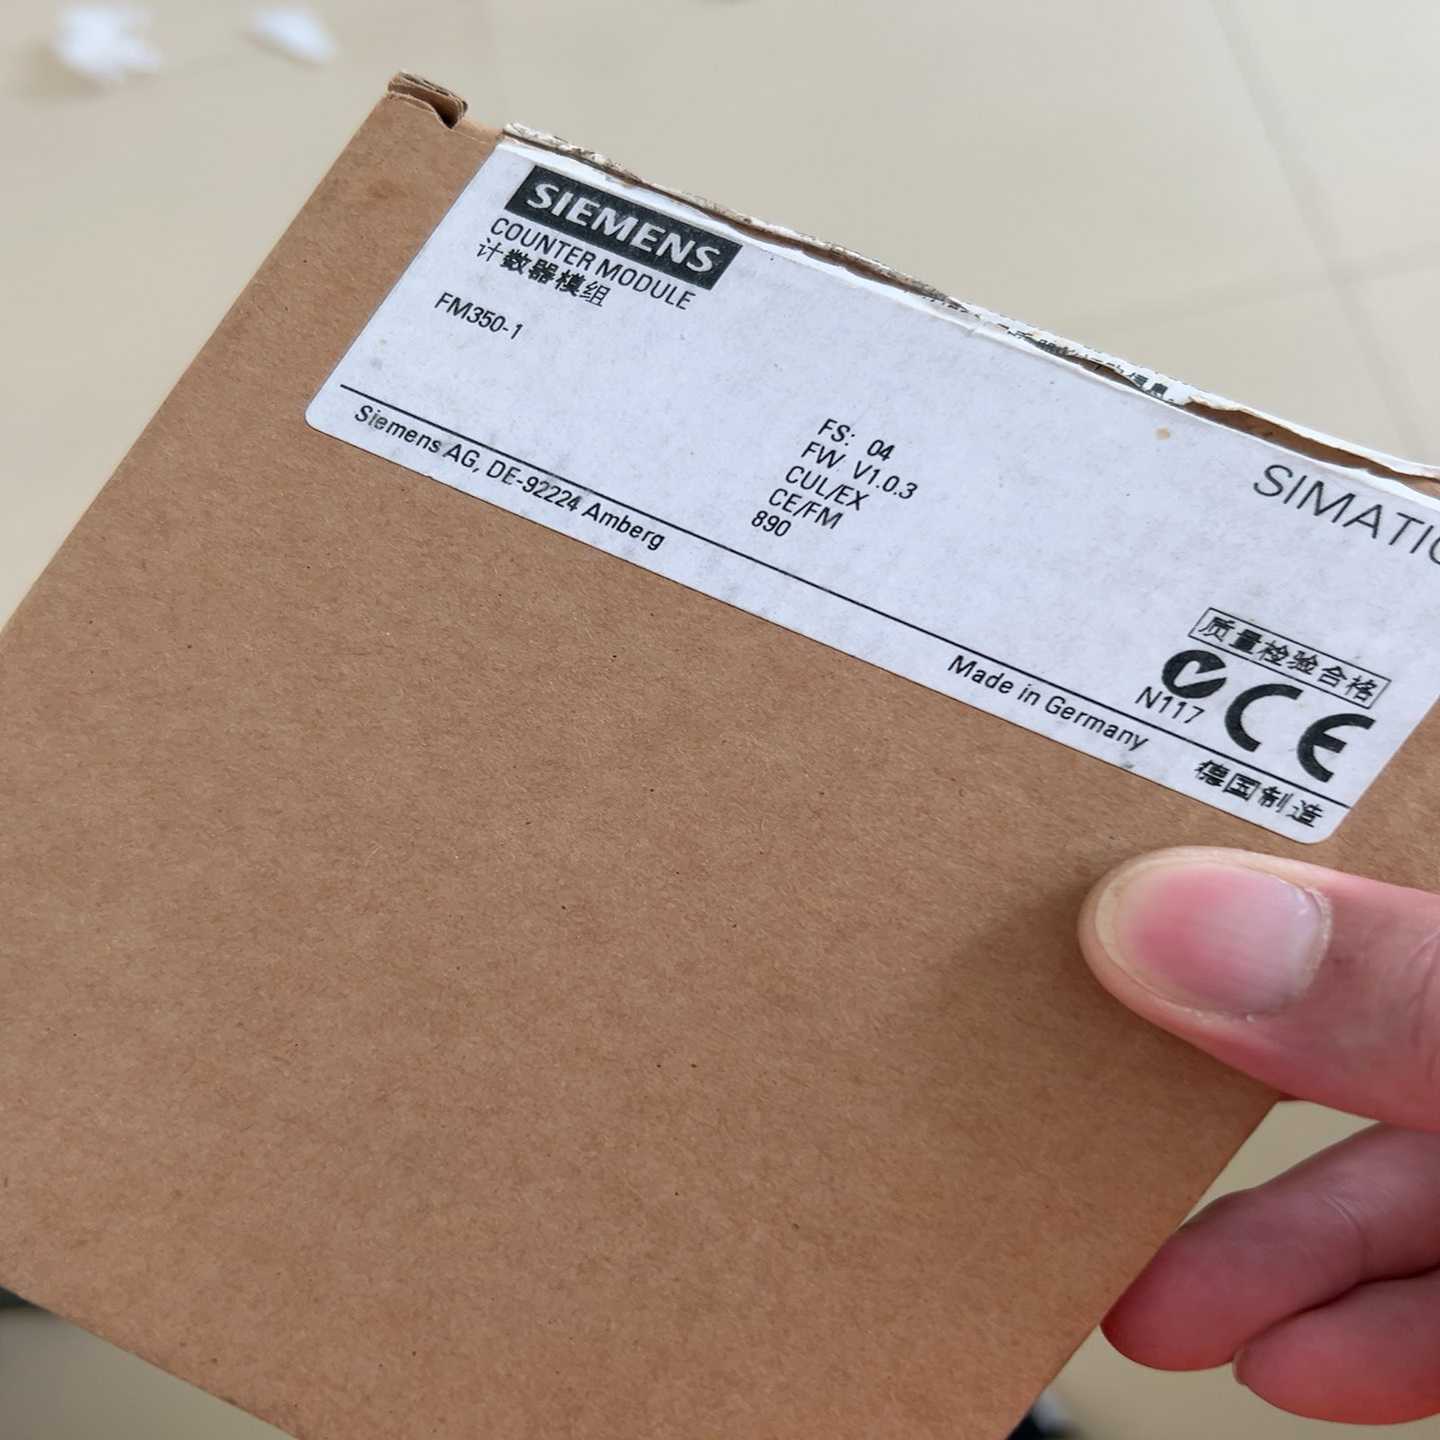 SIEMENS
COUNTER MODULE
计数器模组
FM350-1
FS: 04
FW V1.0.3
CUL/EX
CE/FM
890
SIMATIC
Siemens AG, DE-92224 Amberg
质量检验合格
N117
CE
Made in Germany
德国制造